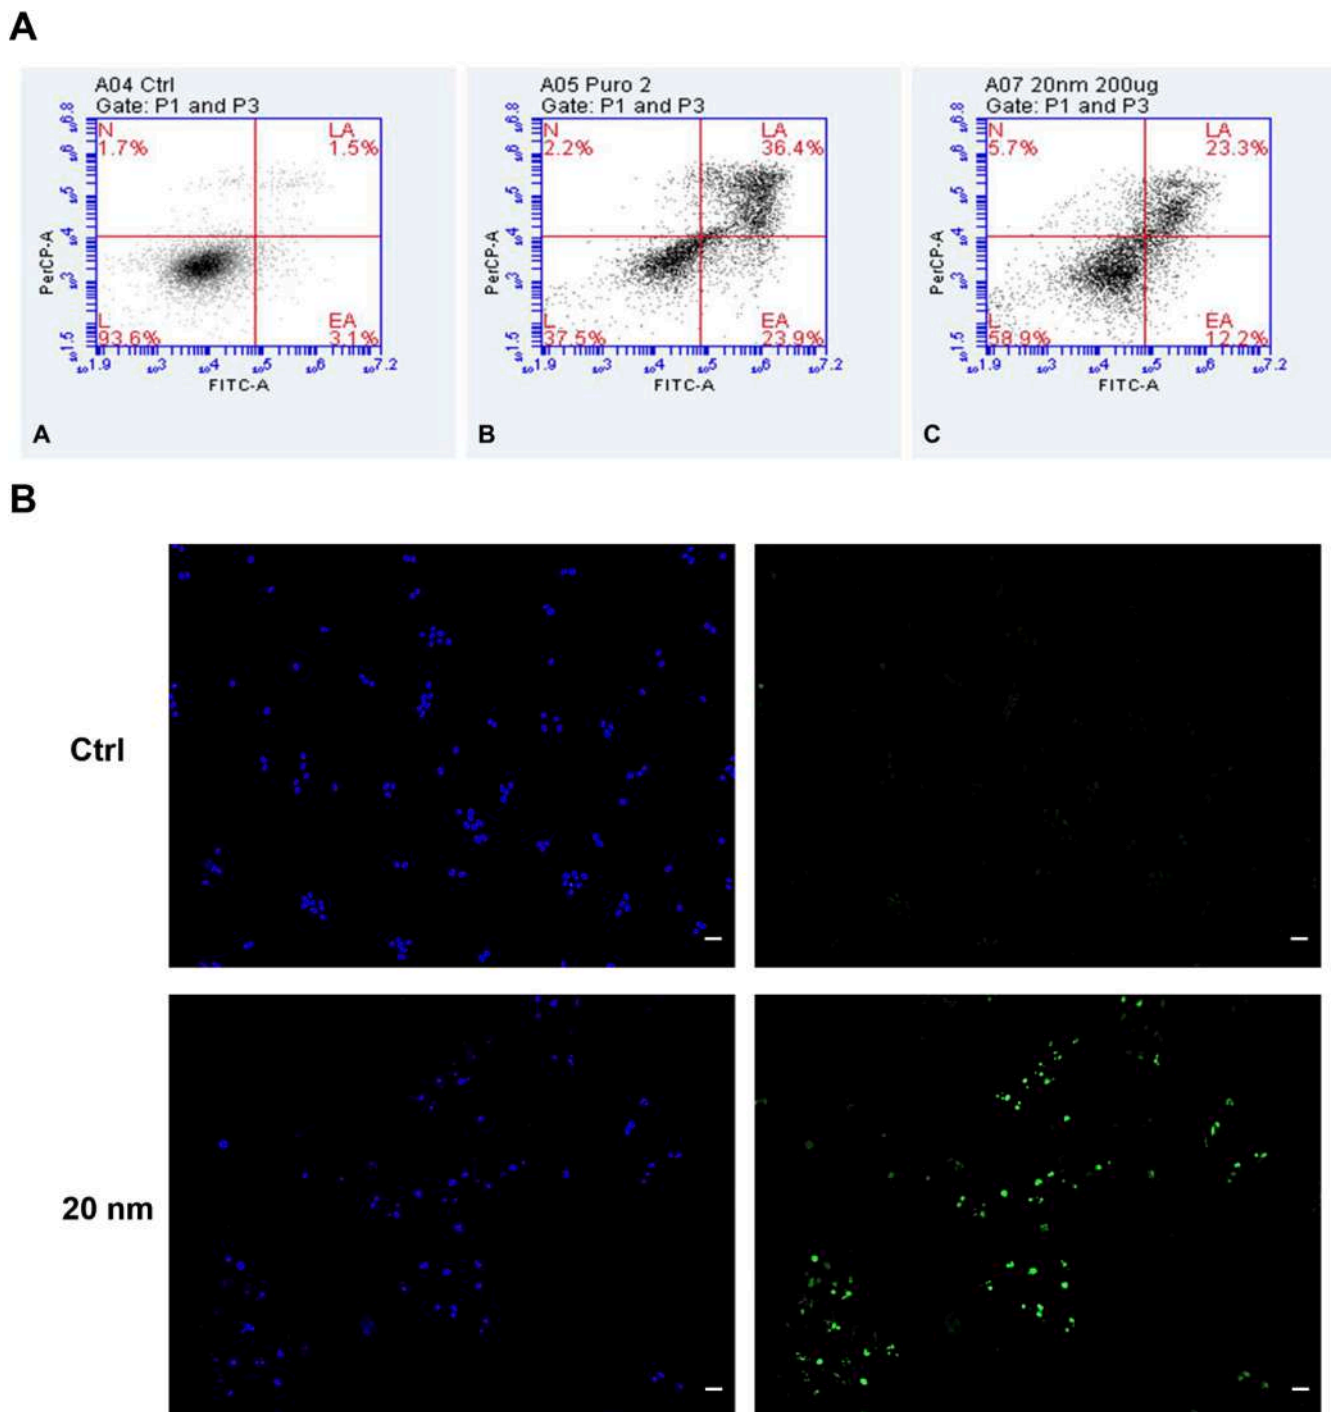 A
A04 Ctrl
Gate: P1 and P3
N
1.7%
LA
1.5%
L
93.6%
EA
3.1%
PerCP-A
FITC-A
A
A05 Puro 2
Gate: P1 and P3
N
2.2%
LA
36.4%
L
37.5%
EA
23.9%
PerCP-A
FITC-A
B
A07 20nm 200ug
Gate: P1 and P3
N
5.7%
LA
23.3%
L
58.9%
EA
12.2%
PerCP-A
FITC-A
C
B
Ctrl
20 nm